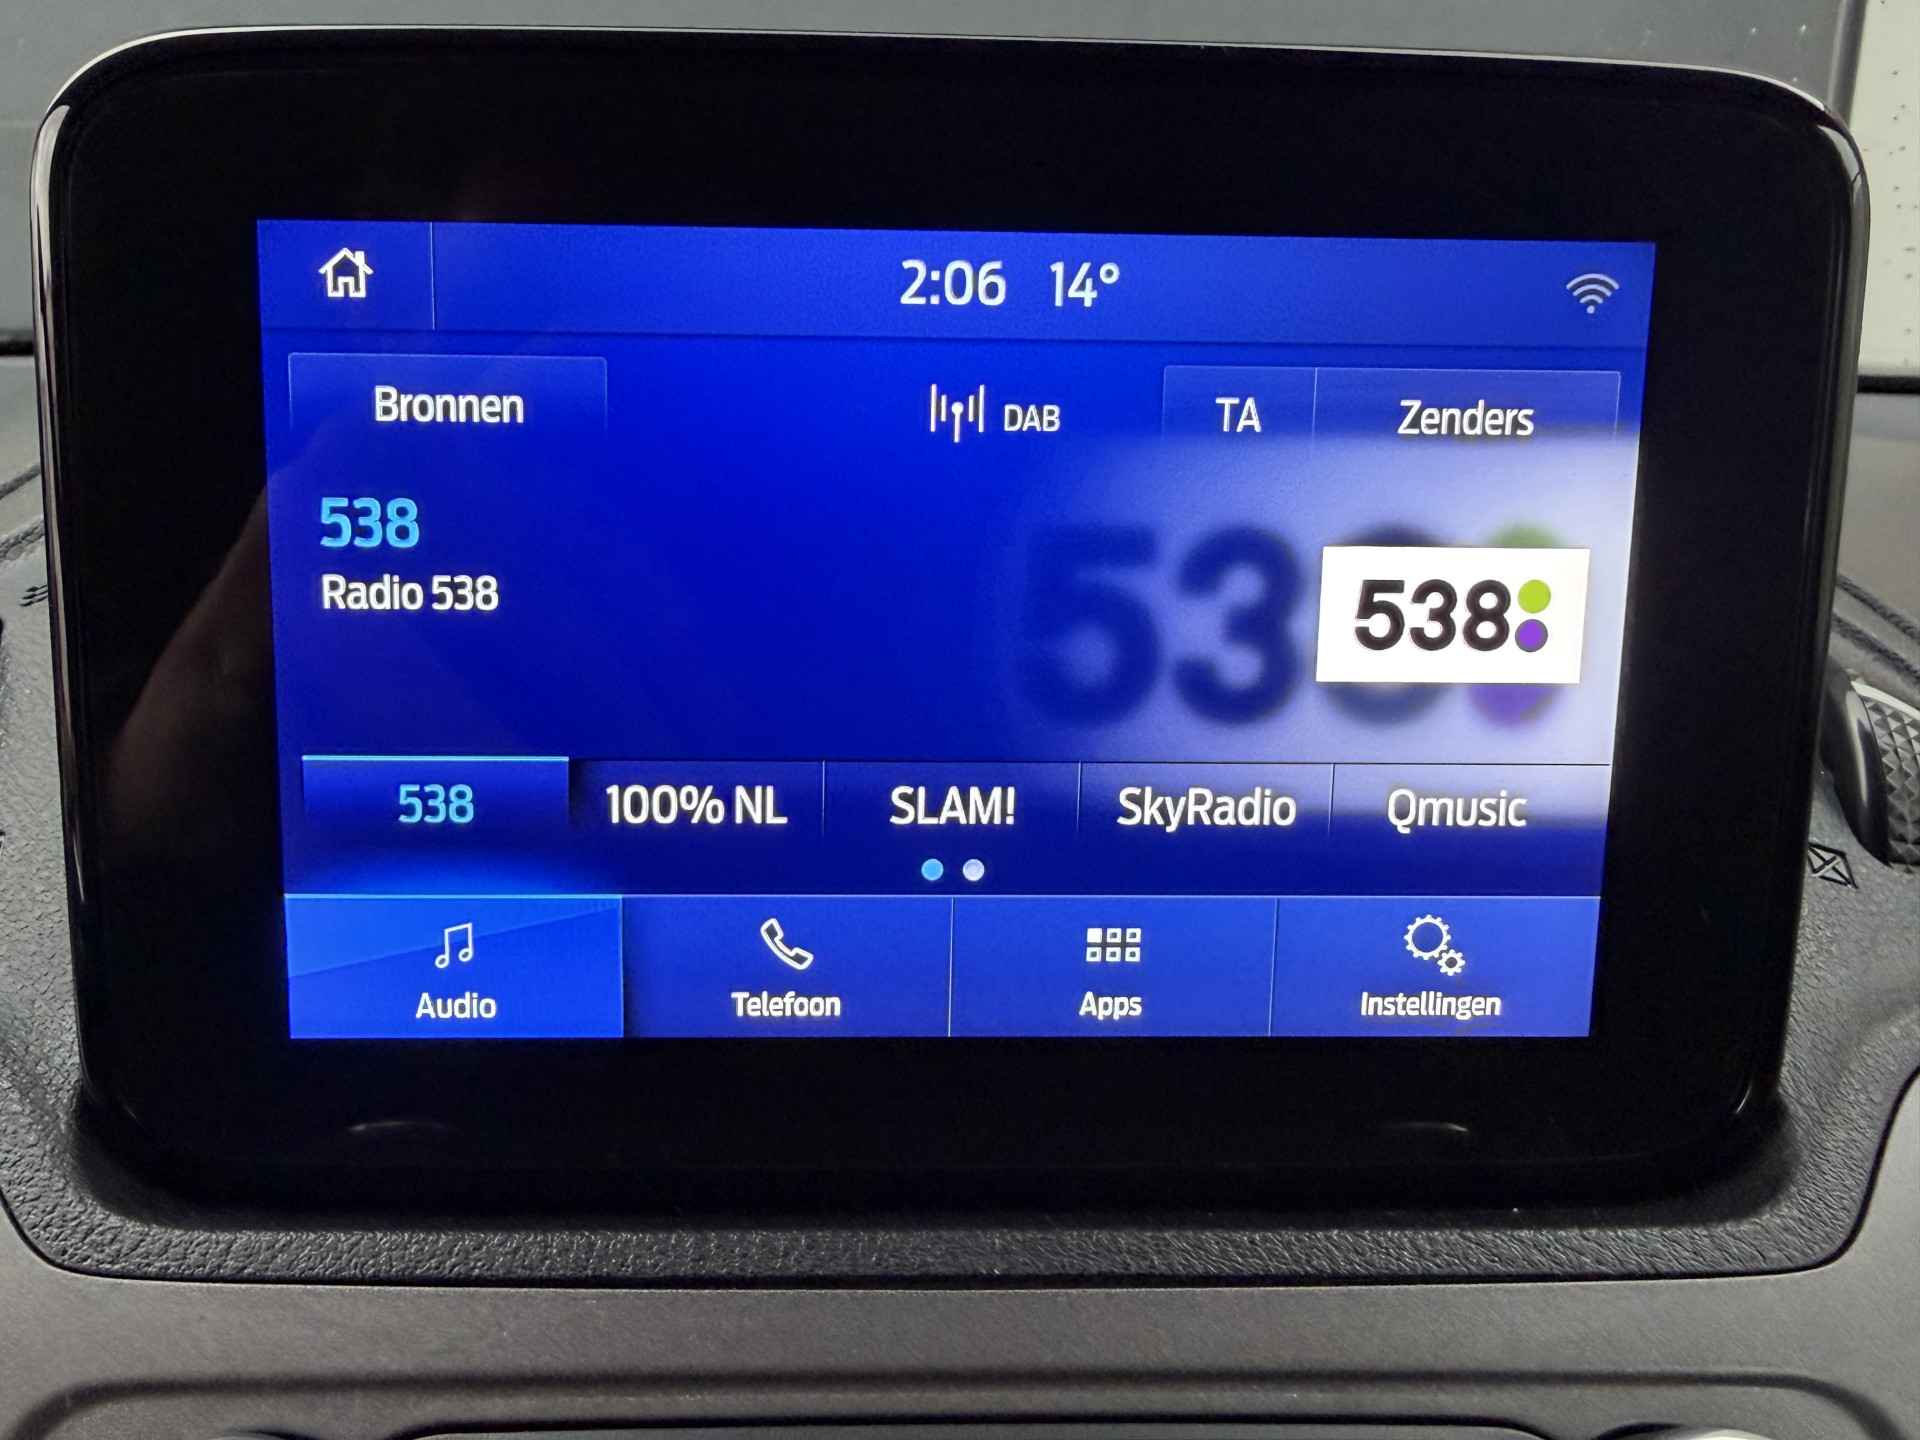 2:06 14°
Bronnen DAB TA Zenders
538
Radio 538
538
538
538 100% NL SLAM! SkyRadio Qmusic
Audio Telefoon Apps Instellingen